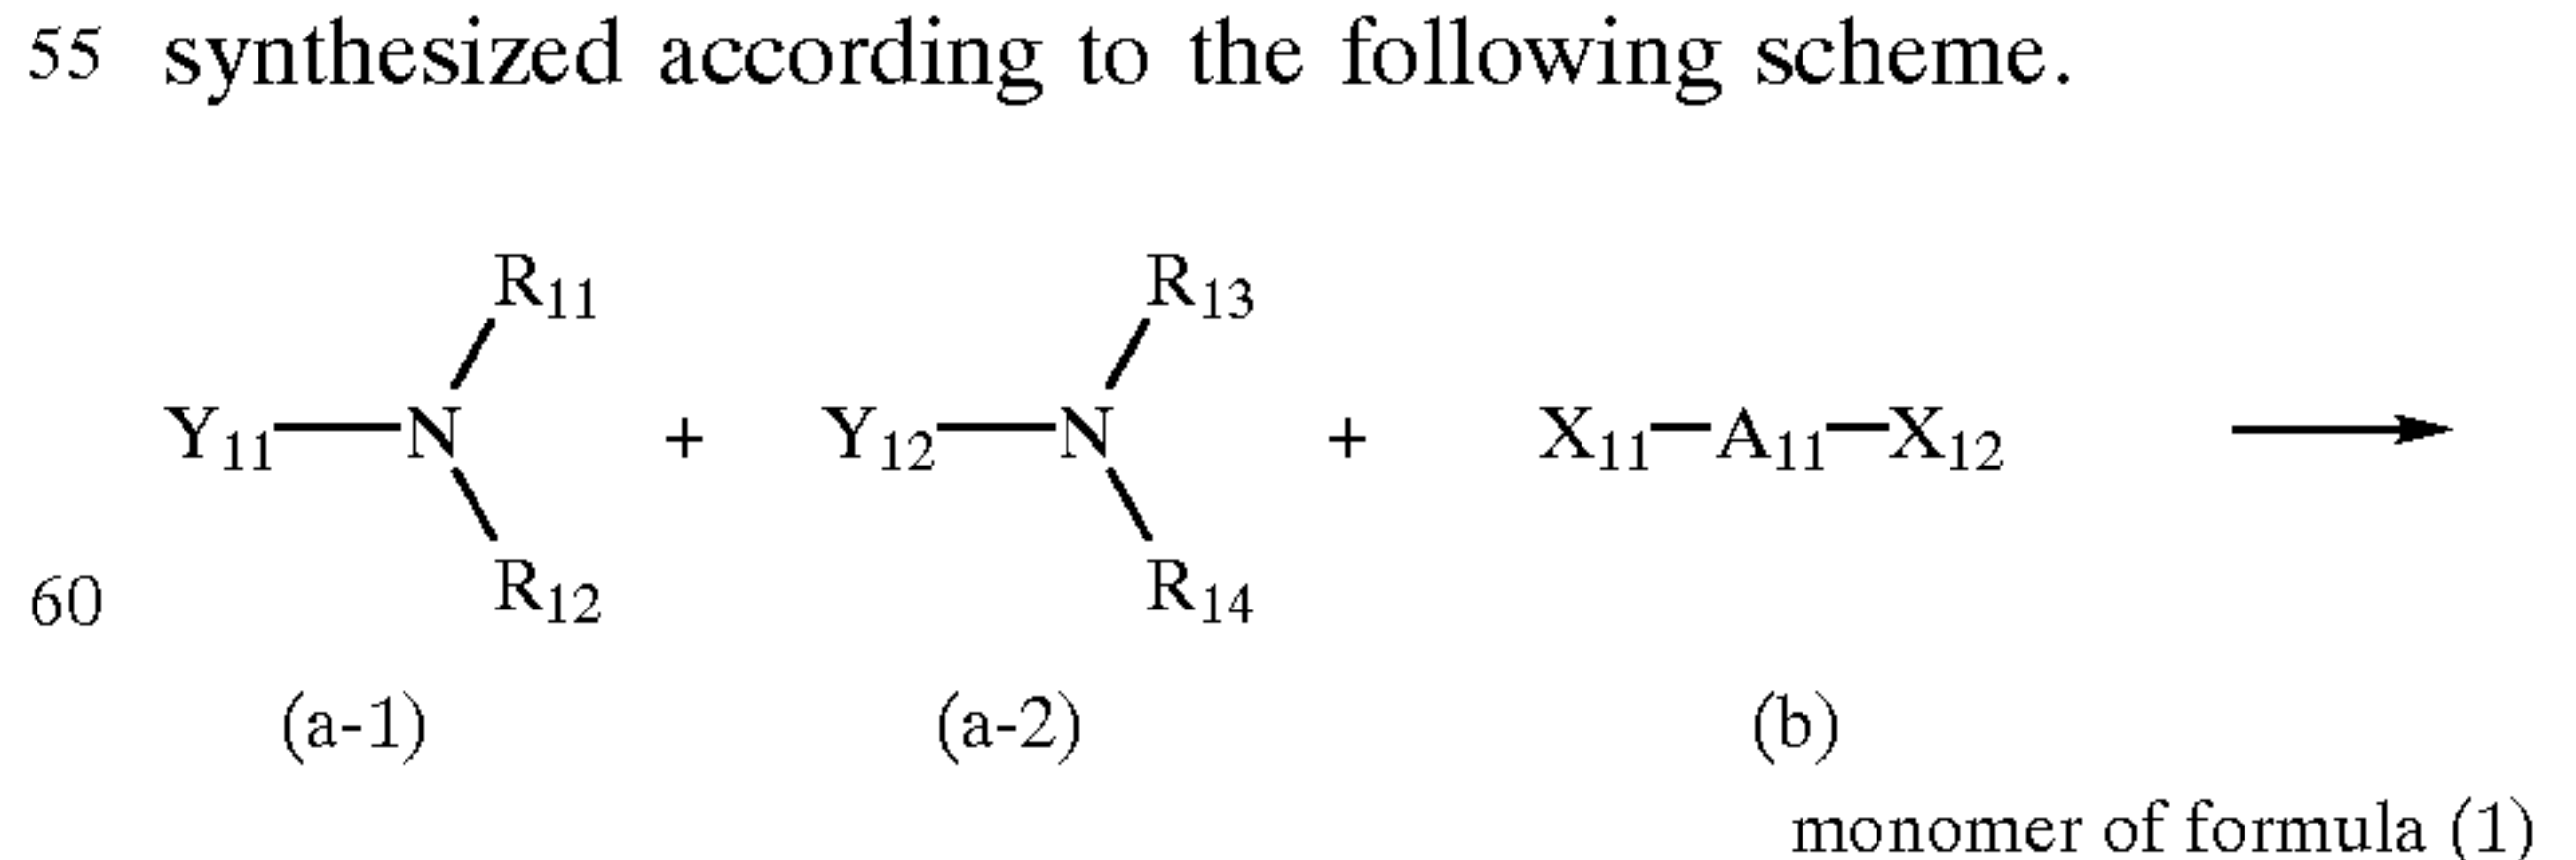 55 synthesized according to the following scheme.
R11 R13
Y11—N + Y12—N + X11—A11—X12 ⟶
60 R12 R14
(a-1) (a-2) (b)
monomer of formula (1)